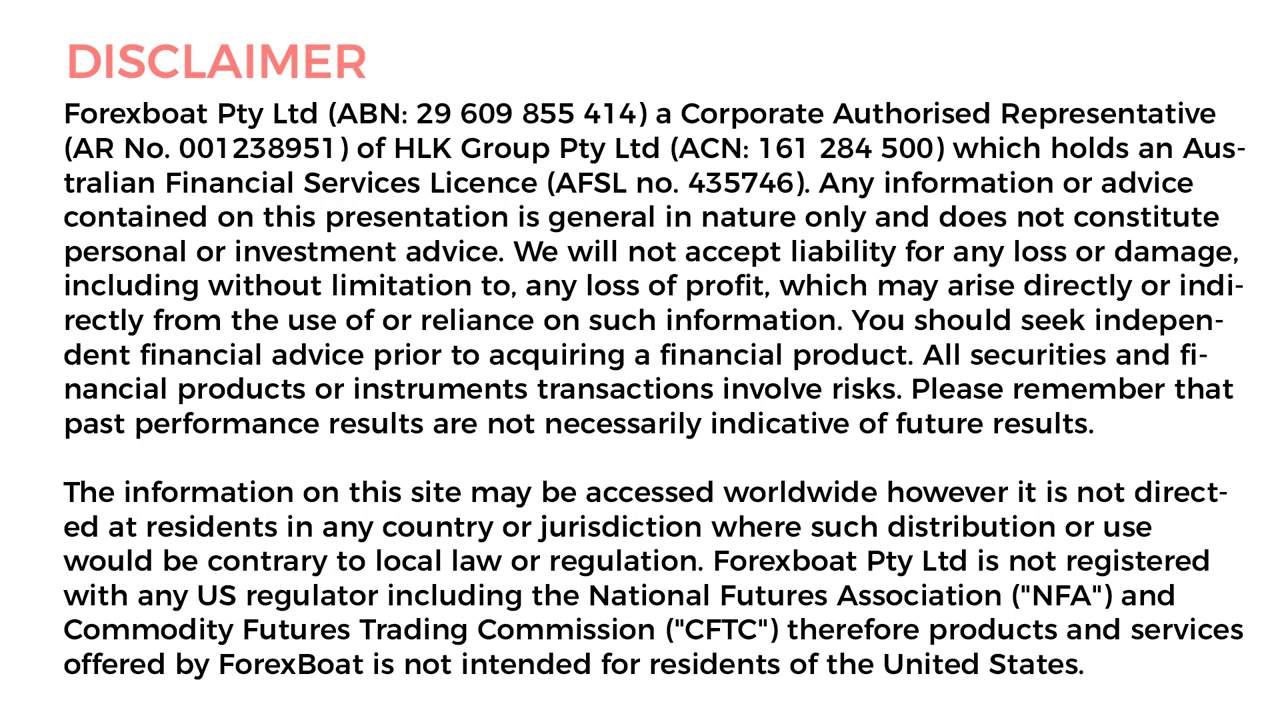 DISCLAIMER
Forexboat Pty Ltd (ABN: 29 609 855 414) a Corporate Authorised Representative
(AR No. 001238951) of HLK Group Pty Ltd (ACN: 161 284 500) which holds an Aus-
tralian Financial Services Licence (AFSL no. 435746). Any information or advice
contained on this presentation is general in nature only and does not constitute
personal or investment advice. We will not accept liability for any loss or damage,
including without limitation to, any loss of profit, which may arise directly or indi-
rectly from the use of or reliance on such information. You should seek indepen-
dent financial advice prior to acquiring a financial product. All securities and fi-
nancial products or instruments transactions involve risks. Please remember that
past performance results are not necessarily indicative of future results.
The information on this site may be accessed worldwide however it is not direct-
ed at residents in any country or jurisdiction where such distribution or use
would be contrary to local law or regulation. Forexboat Pty Ltd is not registered
with any US regulator including the National Futures Association ("NFA") and
Commodity Futures Trading Commission ("CFTC") therefore products and services
offered by ForexBoat is not intended for residents of the United States.